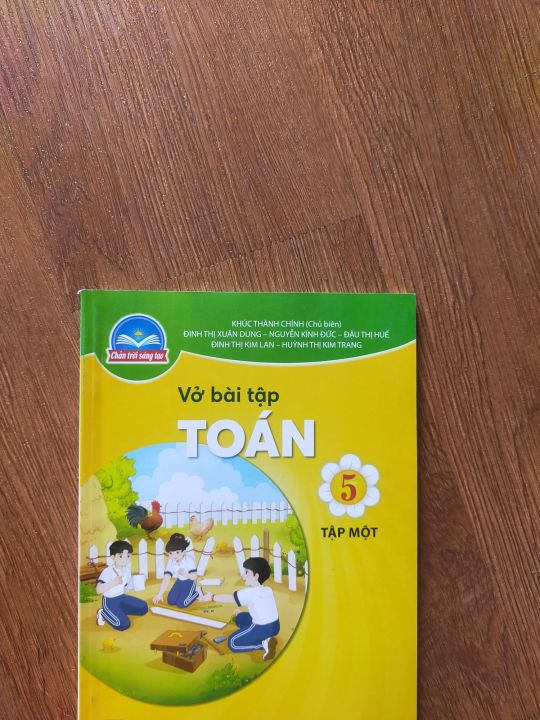 KHÚC THÀNH CHÍNH (Chủ biên)
ĐINH THỊ XUÂN DUNG – NGUYỄN KÍNH ĐỨC – ĐẬU THỊ HUẾ
ĐINH THỊ KIM LAN – HUỲNH THỊ KIM TRANG
Chân trời sáng tạo
Vở bài tập
TOÁN
5
TẬP MỘT